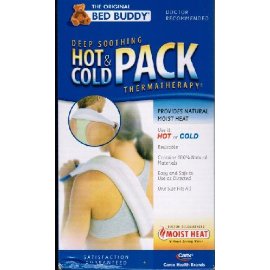 THE ORIGINAL
BED BUDDY®
DOCTOR
RECOMMENDED
DEEP SOOTHING
HOT &
COLD
PACK
THERMATHERAPY®
PROVIDES NATURAL
MOIST HEAT
Use it
HOT or COLD
Reusable
Contains 100% Natural
Materials
Easy and Safe to
Use as Directed
One Size Fits All
MOIST HEAT
SATISFACTION
GUARANTEED
Carex
Carex Health Brands